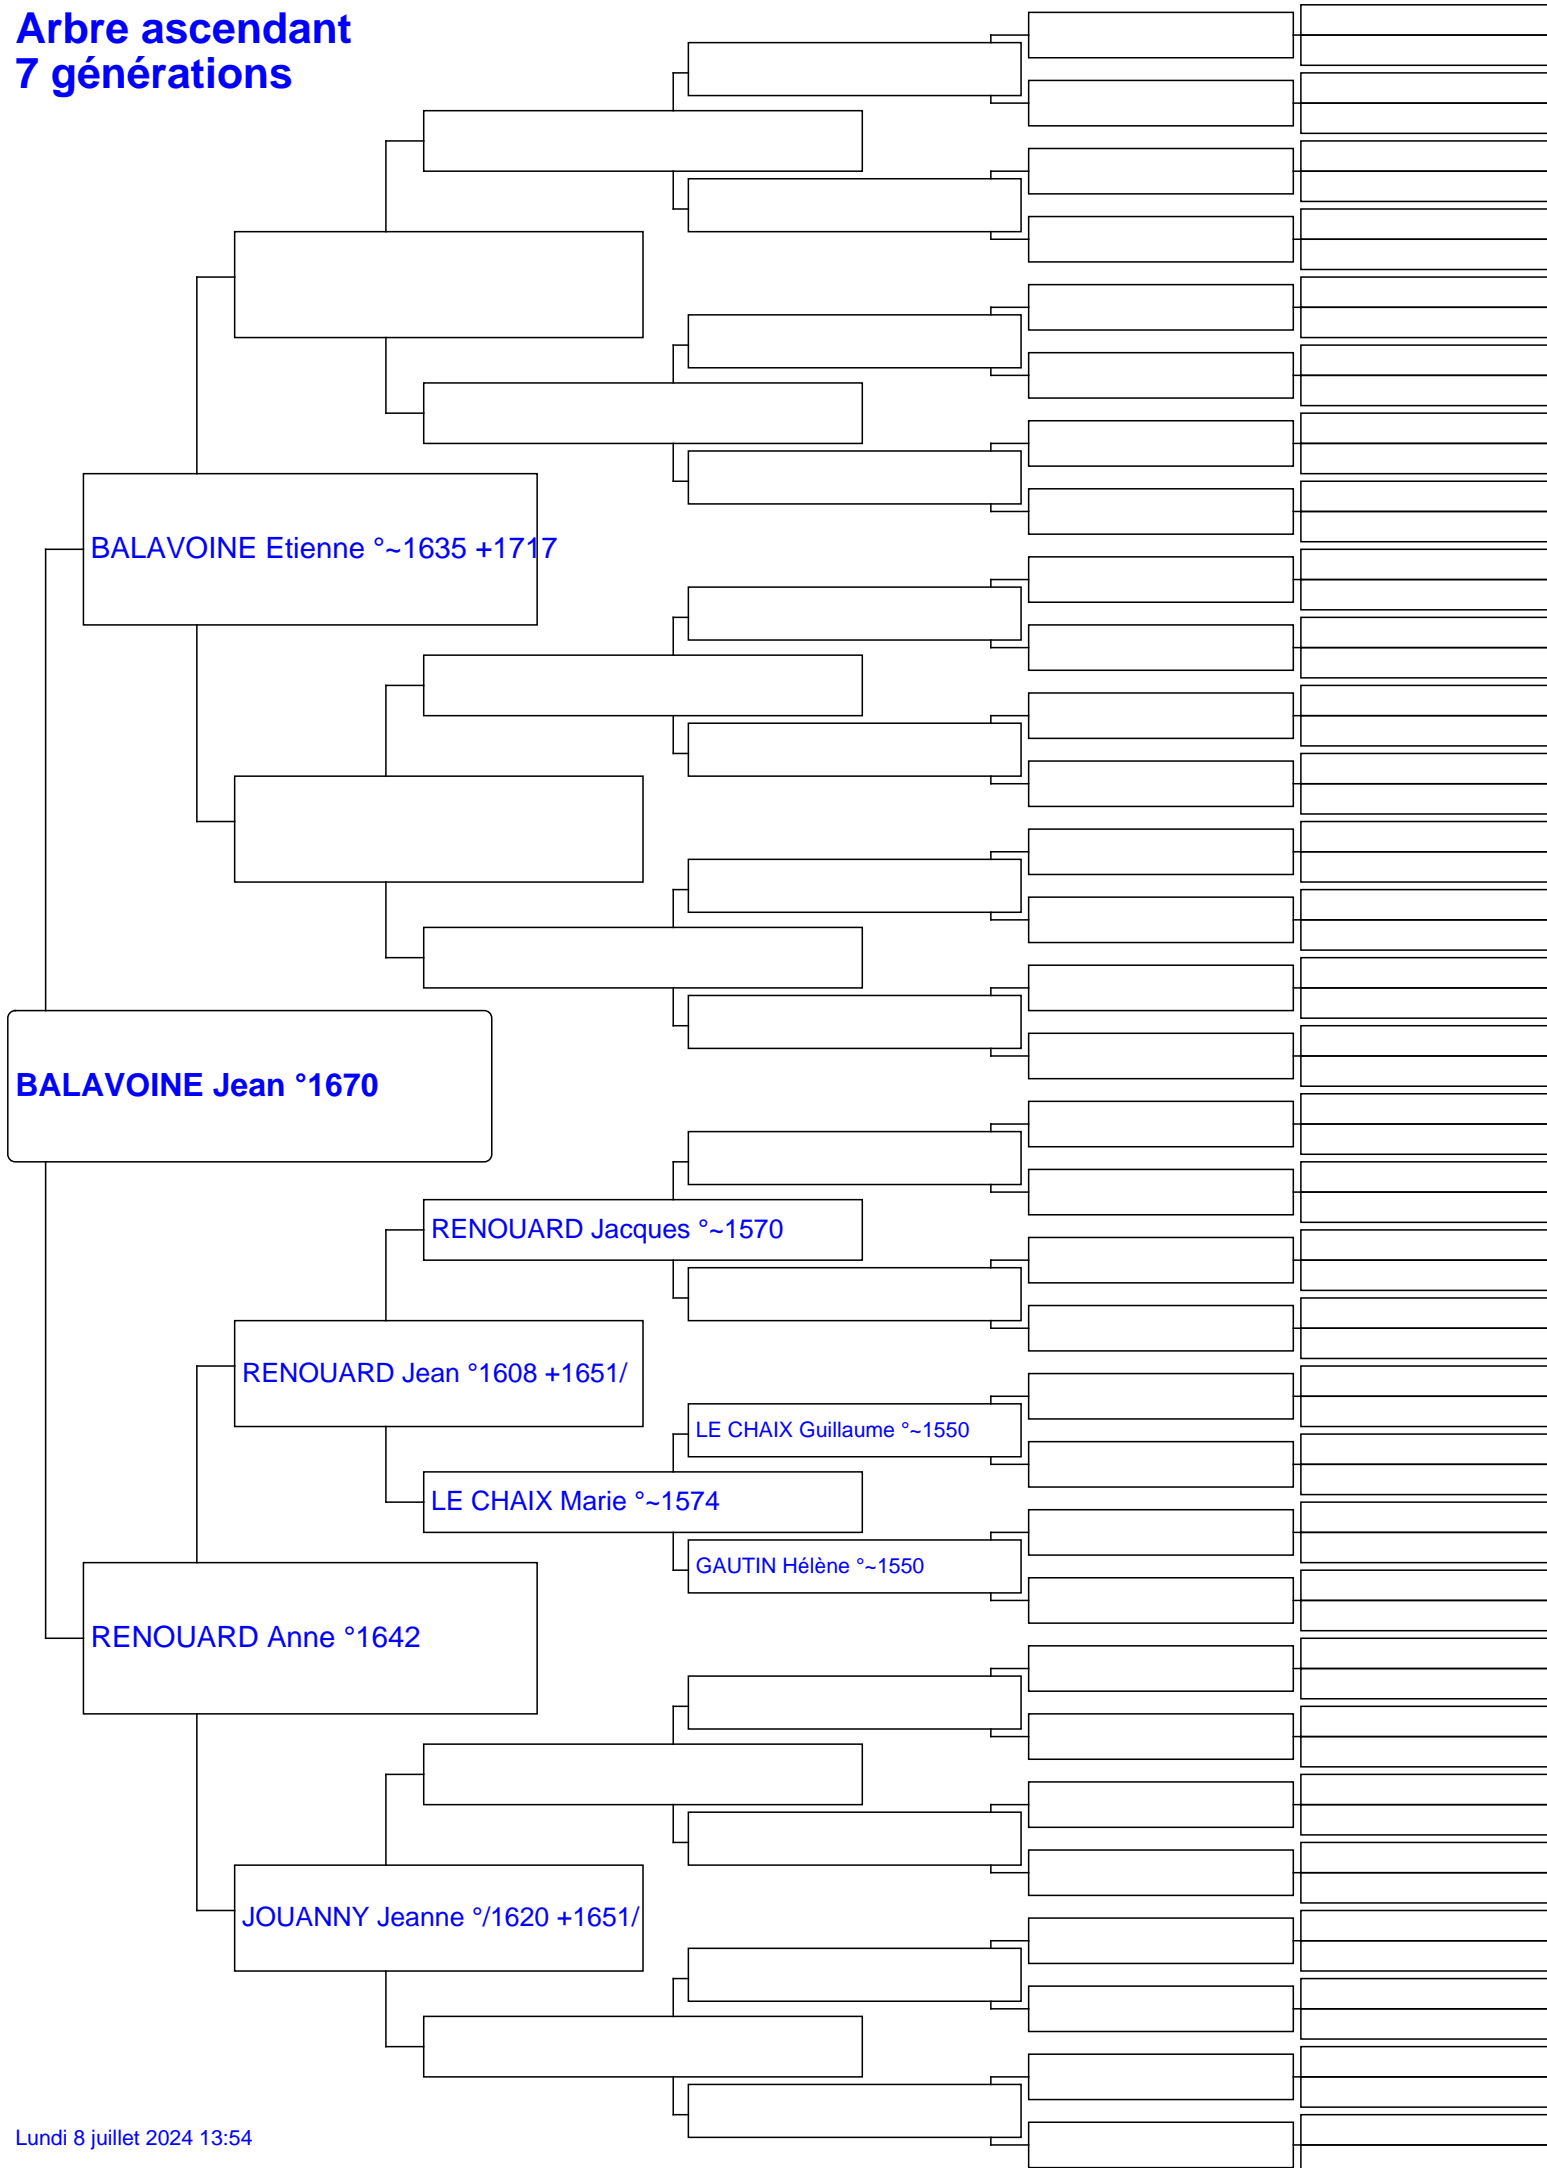 Arbre ascendant
7 générations
BALAVOINE Etienne °~1635 +1717
BALAVOINE Jean °1670
RENOUARD Jacques °~1570
RENOUARD Jean °1608 +1651/
LE CHAIX Guillaume °~1550
LE CHAIX Marie °~1574
GAUTIN Hélène °~1550
RENOUARD Anne °1642
JOUANNY Jeanne °/1620 +1651/
Lundi 8 juillet 2024 13:54